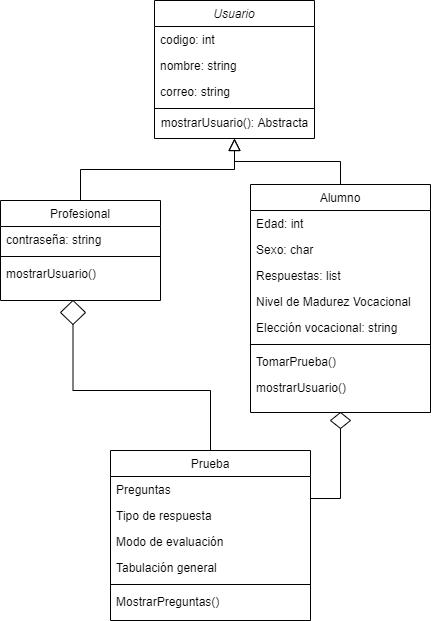 Usuario
codigo: int
nombre: string
correo: string
mostrarUsuario(): Abstracta
Profesional
contraseña: string
mostrarUsuario()
Alumno
Edad: int
Sexo: char
Respuestas: list
Nivel de Madurez Vocacional
Elección vocacional: string
TomarPrueba()
mostrarUsuario()
Prueba
Preguntas
Tipo de respuesta
Modo de evaluación
Tabulación general
MostrarPreguntas()